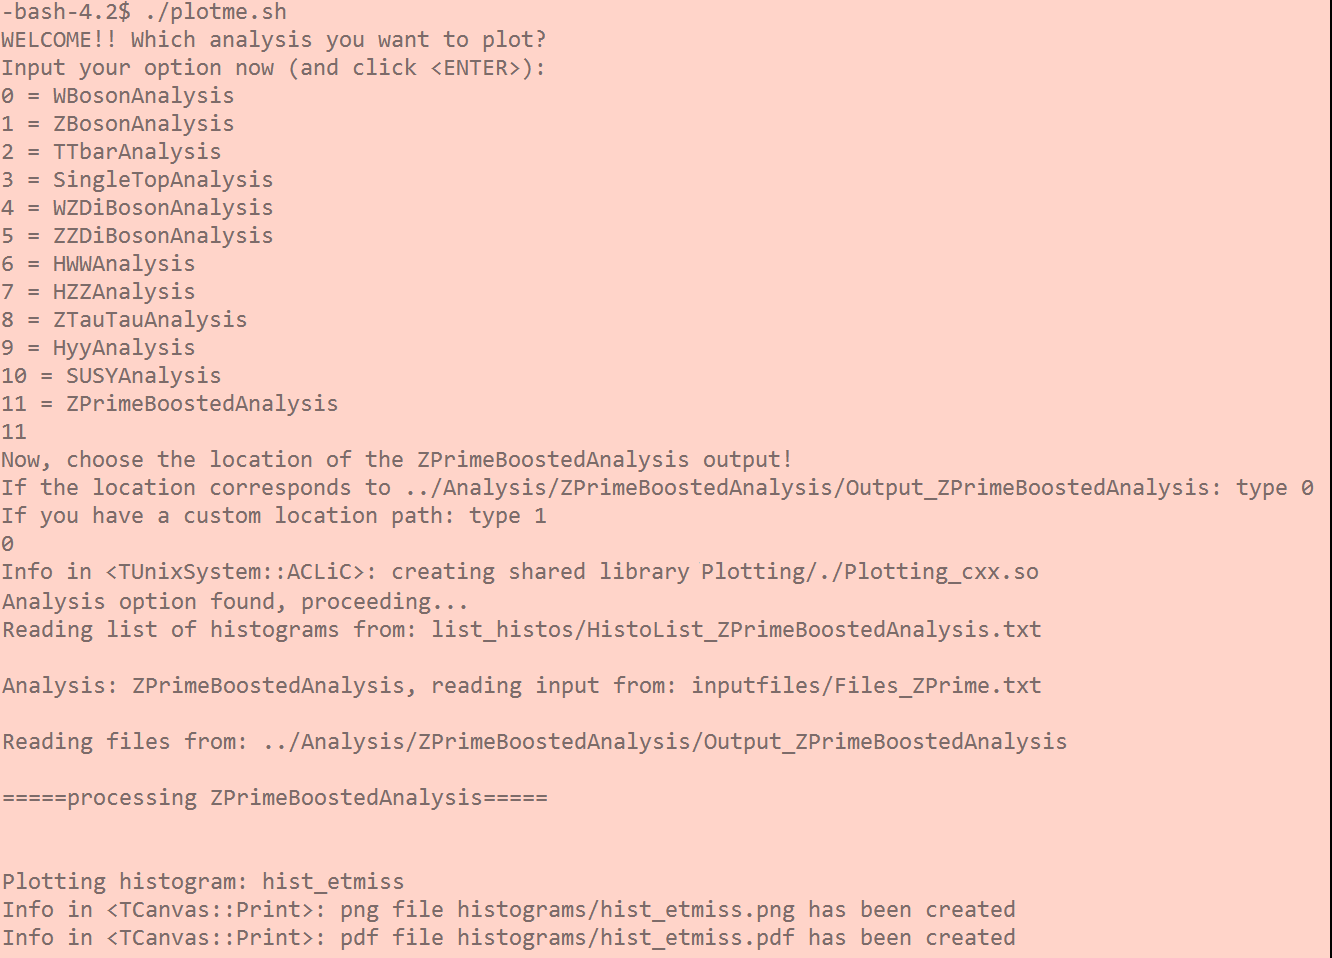 -bash-4.2$ ./plotme.sh
WELCOME!! Which analysis you want to plot?
Input your option now (and click <ENTER>):
0 = WBosonAnalysis
1 = ZBosonAnalysis
2 = TTbarAnalysis
3 = SingleTopAnalysis
4 = WZDiBosonAnalysis
5 = ZZDiBosonAnalysis
6 = HWWAnalysis
7 = HZZAnalysis
8 = ZTauTauAnalysis
9 = HyyAnalysis
10 = SUSYAnalysis
11 = ZPrimeBoostedAnalysis
11
Now, choose the location of the ZPrimeBoostedAnalysis output!
If the location corresponds to ../Analysis/ZPrimeBoostedAnalysis/Output_ZPrimeBoostedAnalysis: type 0
If you have a custom location path: type 1
0
Info in <TUnixSystem::ACLiC>: creating shared library Plotting/./Plotting_cxx.so
Analysis option found, proceeding...
Reading list of histograms from: list_histos/HistoList_ZPrimeBoostedAnalysis.txt
Analysis: ZPrimeBoostedAnalysis, reading input from: inputfiles/Files_ZPrime.txt
Reading files from: ../Analysis/ZPrimeBoostedAnalysis/Output_ZPrimeBoostedAnalysis
=====processing ZPrimeBoostedAnalysis=====
Plotting histogram: hist_etmiss
Info in <TCanvas::Print>: png file histograms/hist_etmiss.png has been created
Info in <TCanvas::Print>: pdf file histograms/hist_etmiss.pdf has been created